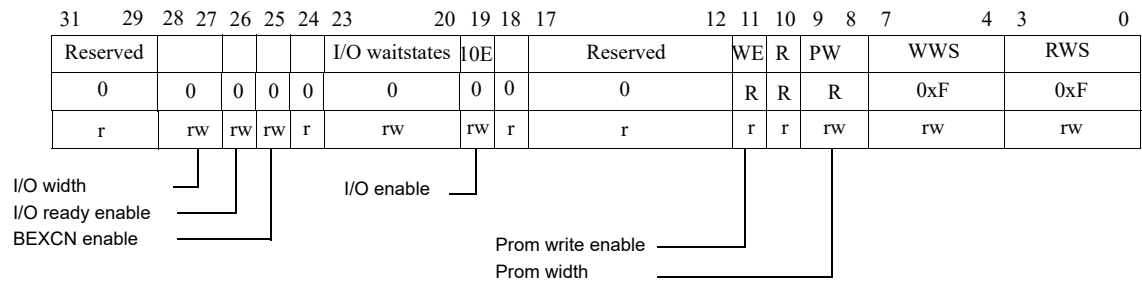 31 29 28 27 26 25 24 23 20 19 18 17 12 11 10 9 8 7 4 3 0
Reserved I/O waitstates 10E Reserved WE R PW WWS RWS
0 0 0 0 0 0 0 0 0 R R R 0xF 0xF
r rw rw rw r rw rw r r r r rw rw rw
I/O width
I/O ready enable
BEXCN enable
I/O enable
Prom write enable
Prom width